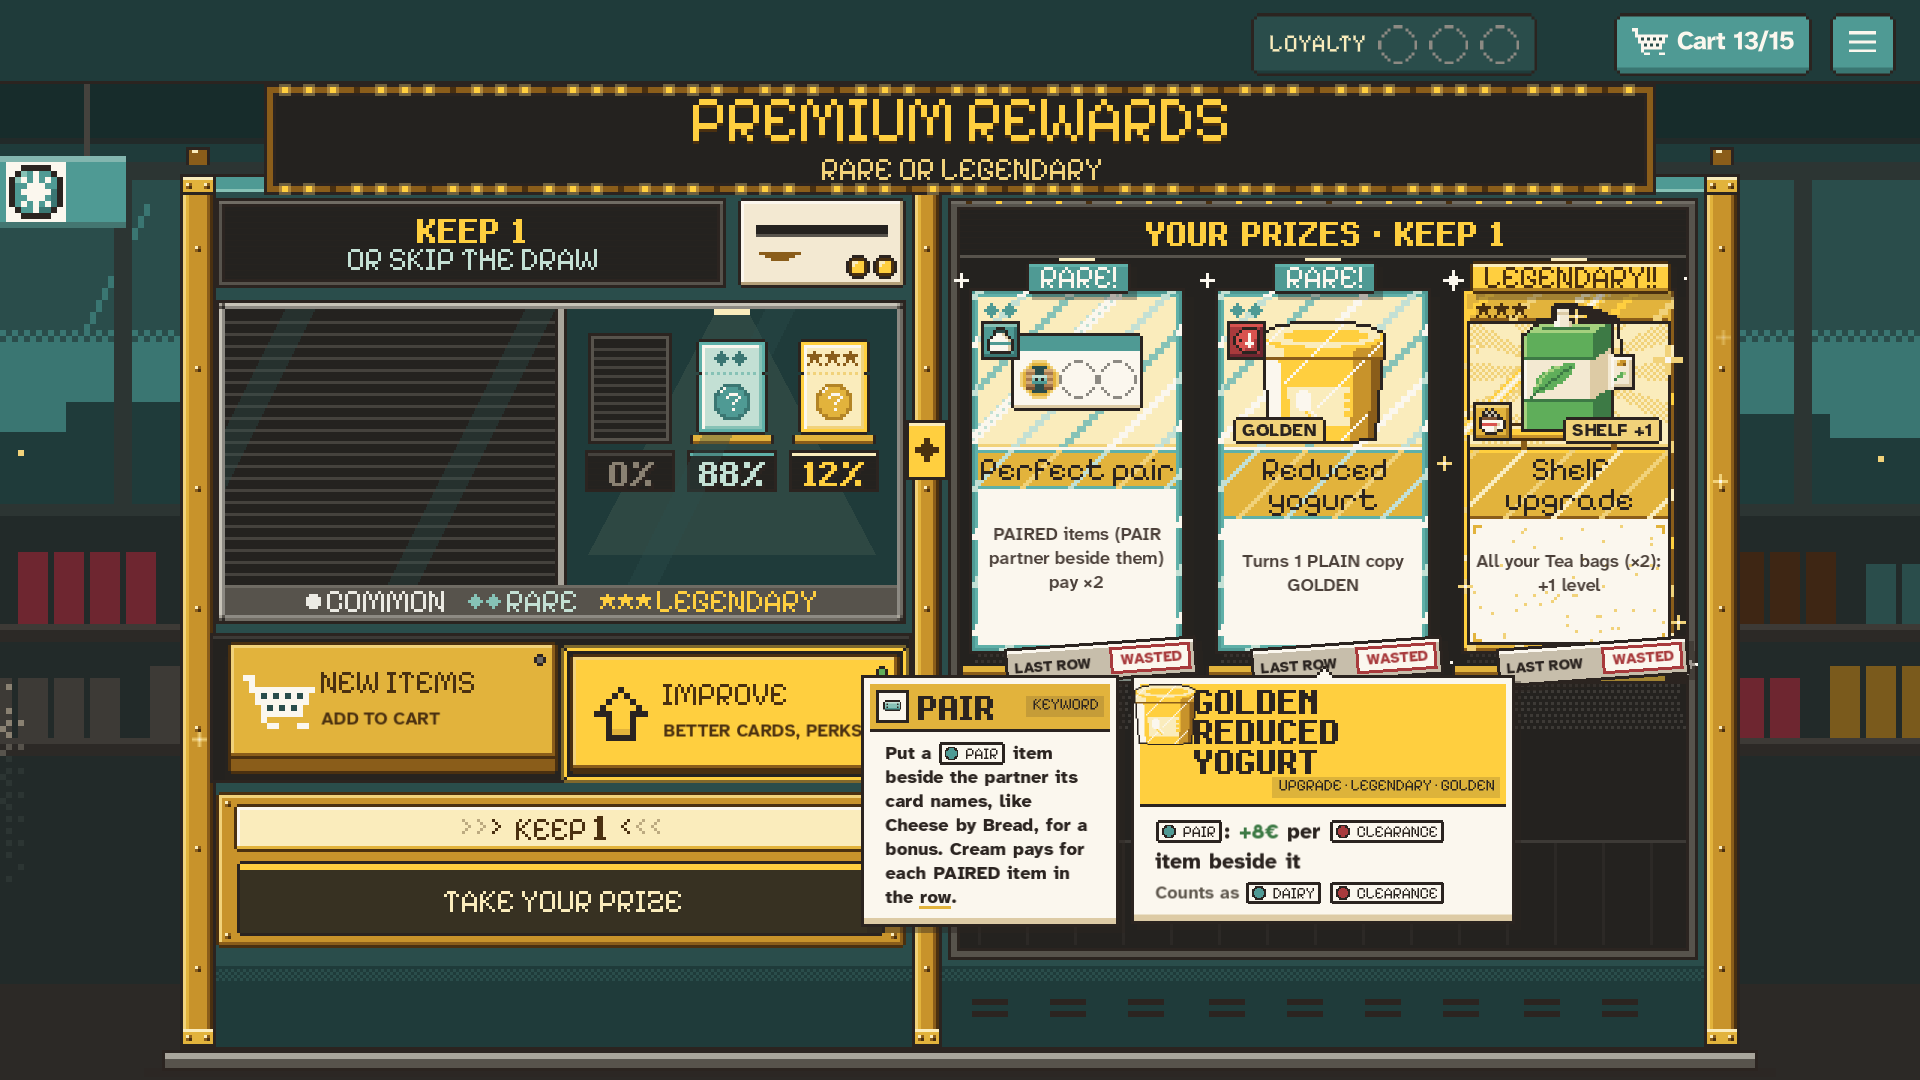 LOYALTY
Cart 13/15
PREMIUM REWARDS
RARE OR LEGENDARY
KEEP 1
OR SKIP THE DRAW
0%
88%
12%
COMMON
RARE
LEGENDARY
NEW ITEMS
ADD TO CART
IMPROVE
BETTER CARDS, PERKS
>>> KEEP 1 <<<
TAKE YOUR PRIZE
YOUR PRIZES · KEEP 1
RARE!
Perfect pair
PAIRED items (PAIR
partner beside them)
pay ×2
LAST ROW
WASTED
RARE!
GOLDEN
Reduced
yogurt
Turns 1 PLAIN copy
GOLDEN
LAST ROW
WASTED
LEGENDARY!!
SHELF +1
Shelf
upgrade
All your Tea bags (×2):
+1 level
LAST ROW
WASTED
PAIR
KEYWORD
Put a PAIR item
beside the partner its
card names, like
Cheese by Bread, for a
bonus. Cream pays for
each PAIRED item in
the row.
GOLDEN
REDUCED
YOGURT
UPGRADE · LEGENDARY · GOLDEN
PAIR: +8€ per CLEARANCE
item beside it
Counts as DAIRY CLEARANCE